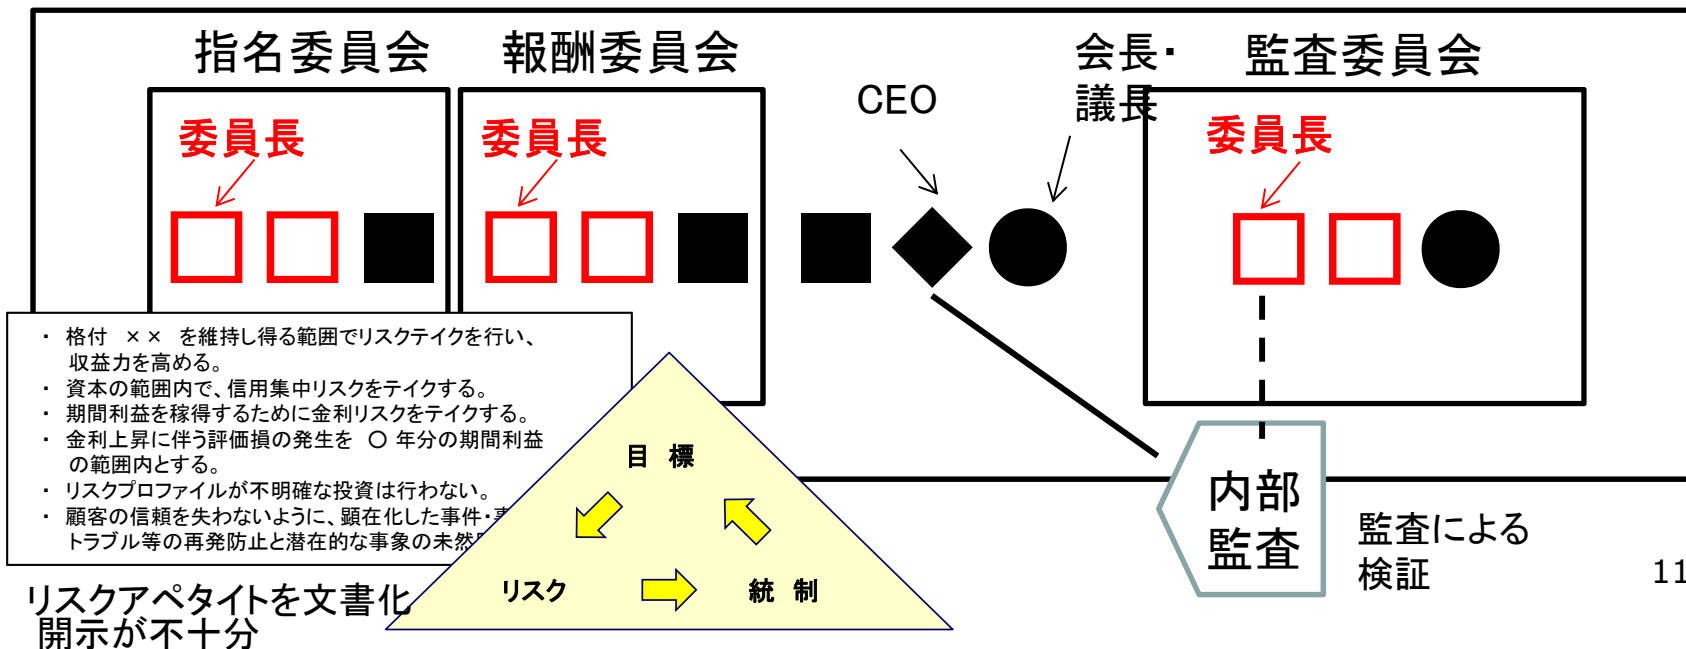 指名委員会
報酬委員会
会長・
議長
監査委員会
CEO
委員長
委員長
委員長
・ 格付 ×× を維持し得る範囲でリスクテイクを行い、
収益力を高める。
・ 資本の範囲内で、信用集中リスクをテイクする。
・ 期間利益を稼得するために金利リスクをテイクする。
・ 金利上昇に伴う評価損の発生を 〇 年分の期間利益
の範囲内とする。
・ リスクプロファイルが不明確な投資は行わない。
・ 顧客の信頼を失わないように、顕在化した事件・
トラブル等の再発防止と潜在的な事象の未然
目 標
リスク
統 制
内部
監査
監査による
検証
リスクアペタイトを文書化
開示が不十分
11